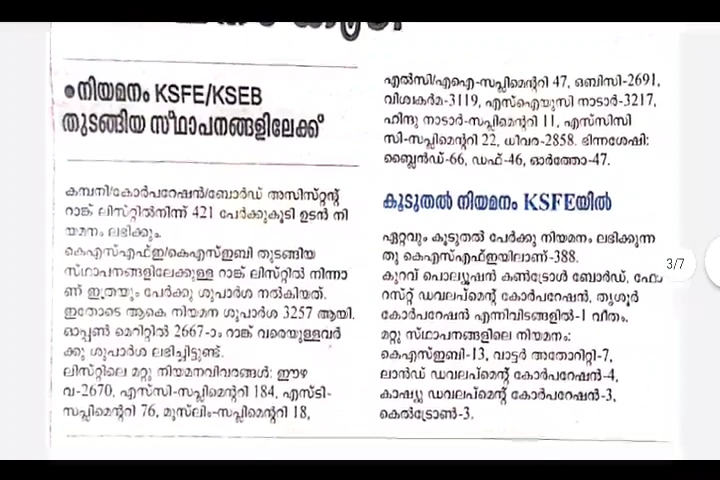 ●നിയമനം KSFE/KSEB
തുടങ്ങിയ സ്ഥാപനങ്ങളിലേക്ക്
കമ്പനി/കോർപറേഷൻ/ബോർഡ് അസിസ്റ്റന്റ്
റാങ്ക് ലിസ്റ്റിൽനിന്ന് 421 പേർക്കുകൂടി ഉടൻ നി
യമനം ലഭിക്കും.
കെഎസ്എഫ്ഇ/കെഎസ്ഇബി തുടങ്ങിയ
സ്ഥാപനങ്ങളിലേക്കുള്ള റാങ്ക് ലിസ്റ്റിൽ നിന്നാ
ണ് ഇത്രയും പേർക്കു ശുപാർശ നൽകിയത്.
ഇതോടെ ആകെ നിയമന ശുപാർശ 3257 ആയി.
ഓപ്പൺ മെറിറ്റിൽ 2667-ാം റാങ്ക് വരെയുള്ളവർ
ക്കു ശുപാർശ ലഭിച്ചിട്ടുണ്ട്.
ലിസ്റ്റിലെ മറ്റു നിയമനവിവരങ്ങൾ: ഈഴ
വ-2670, എസ്‌സി-സപ്ലിമെന്ററി 184, എസ്ടി-
സപ്ലിമെന്ററി 76, മുസ്‌ലിം-സപ്ലിമെന്ററി 18,
എൽസി/എഐ-സപ്ലിമെന്ററി 47, ഒബിസി-2691,
വിശ്വകർമ-3119, എസ്ഐയുസി നാടാർ-3217,
ഹിന്ദു നാടാർ-സപ്ലിമെന്ററി 11, എസ്‌സിസി
സി-സപ്ലിമെന്ററി 22, ധീവര-2858. ഭിന്നശേഷി:
ബ്ലൈൻഡ്-66, ഡഫ്-46, ഓർത്തോ-47.
കൂടുതൽ നിയമനം KSFEയിൽ
ഏറ്റവും കൂടുതൽ പേർക്കു നിയമനം ലഭിക്കുന്ന
തു കെഎസ്എഫ്ഇയിലാണ്-388.
കുറവ് പൊല്യൂഷൻ കൺട്രോൾ ബോർഡ്, ഫോ
റസ്റ്റ് ഡവലപ്മെന്റ് കോർപറേഷൻ, തൃശൂർ
കോർപറേഷൻ എന്നിവിടങ്ങളിൽ-1 വീതം.
മറ്റു സ്ഥാപനങ്ങളിലെ നിയമനം:
കെഎസ്ഇബി-13, വാട്ടർ അതോറിറ്റി-7,
ലാൻഡ് ഡവലപ്മെന്റ് കോർപറേഷൻ-4,
കാഷ്യു ഡവലപ്മെന്റ് കോർപറേഷൻ-3,
കെൽട്രോൺ-3.
3/7